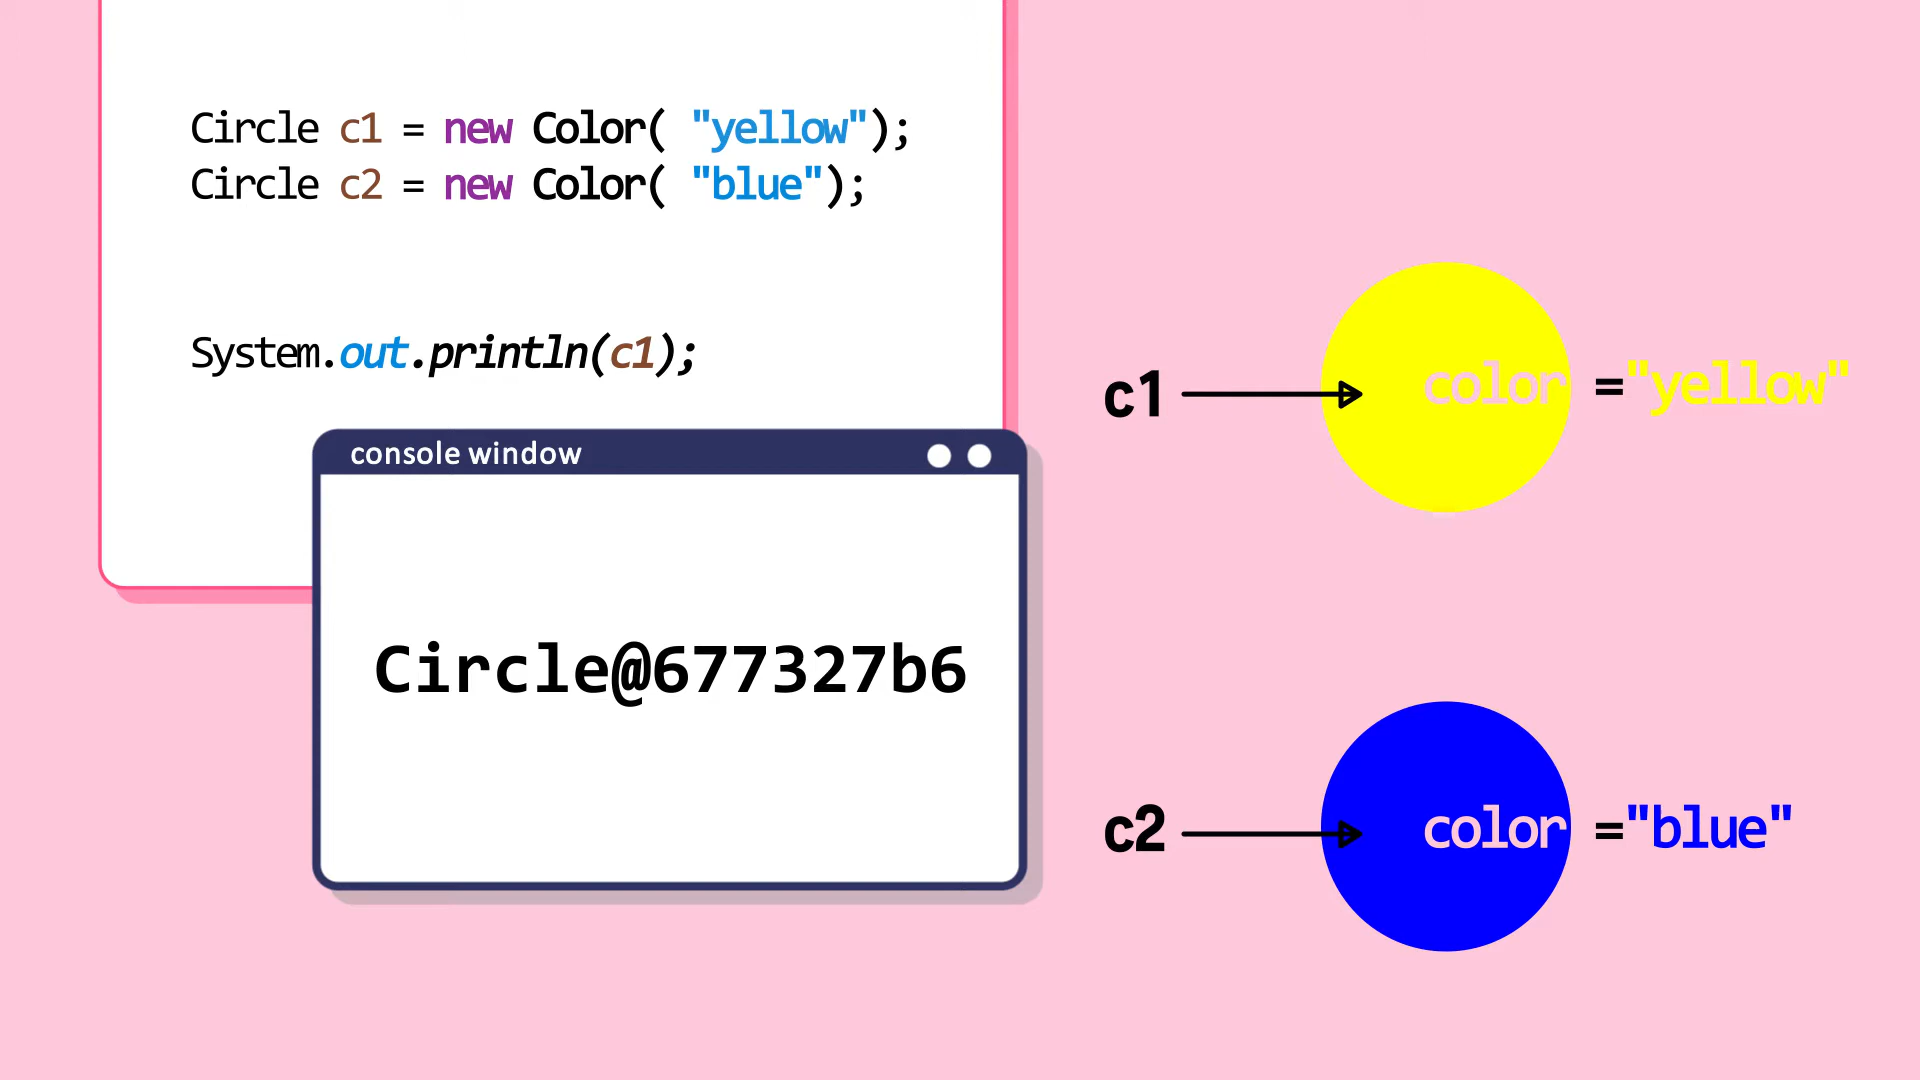 Circle c1 = new Color( "yellow");
Circle c2 = new Color( "blue");
System.out.println(c1);
console window
Circle@677327b6
c1 color ="yellow"
c2 color ="blue"